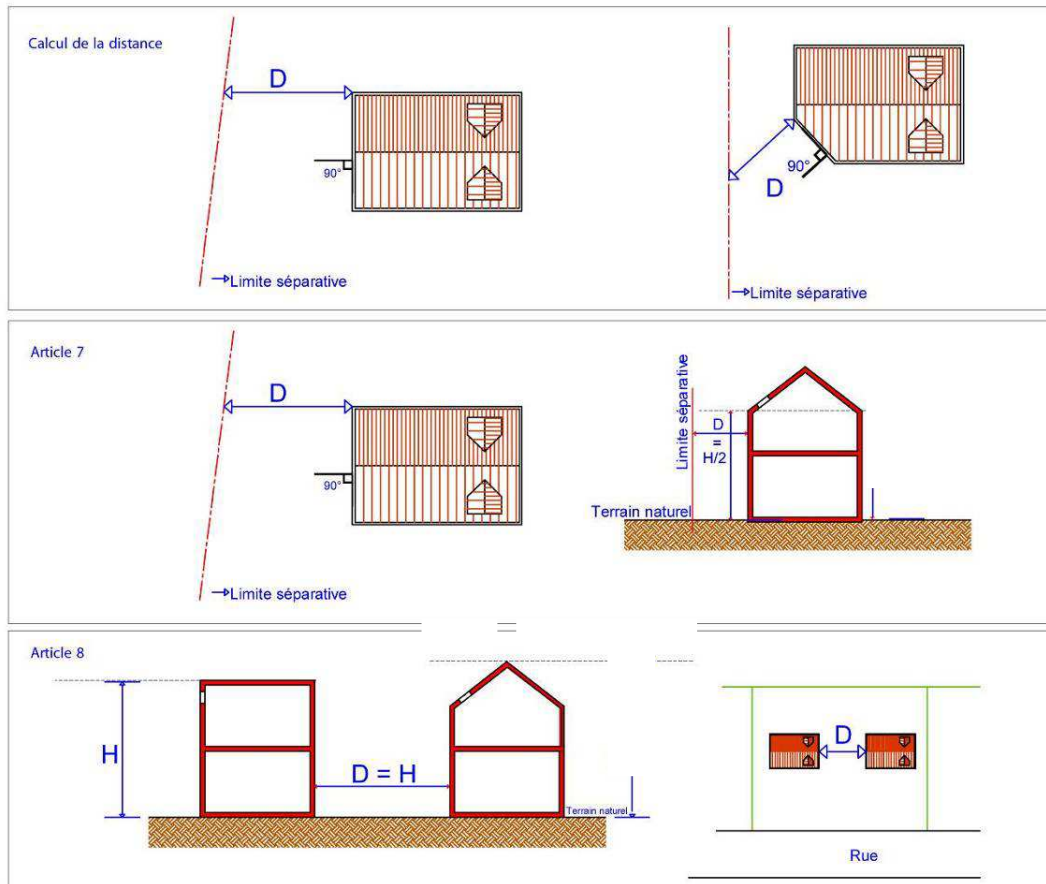 Calcul de la distance
D
90°
Limite séparative
D
90°
Limite séparative
Article 7
D
90°
Limite séparative
Limite séparative
D
=
H/2
Terrain naturel
Article 8
H
D = H
Terrain naturel
D
Rue